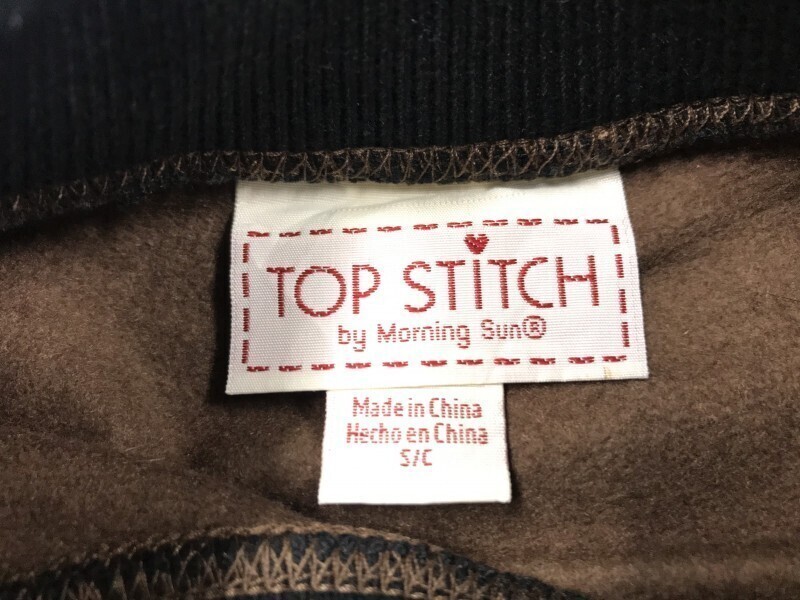 TOP STiTCH
by Morning Sun®
Made in China
Hecho en China
S/C